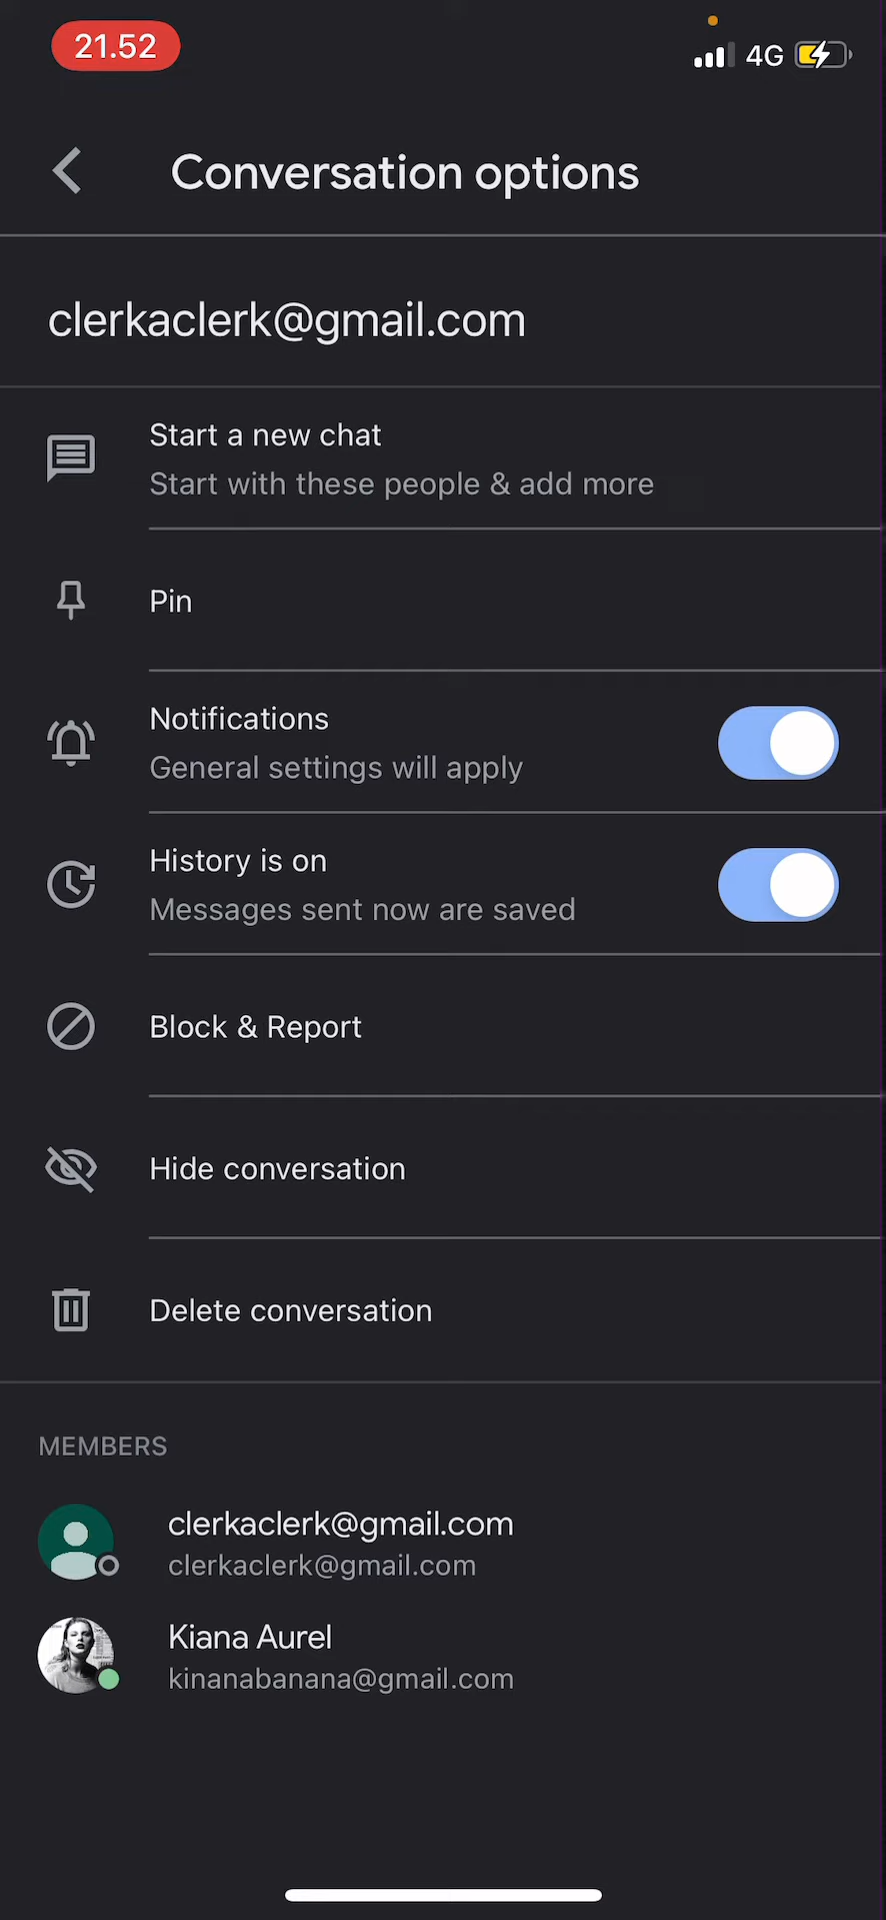 21.52
4G
Conversation options
clerkaclerk@gmail.com
Start a new chat
Start with these people & add more
Pin
Notifications
General settings will apply
History is on
Messages sent now are saved
Block & Report
Hide conversation
Delete conversation
MEMBERS
clerkaclerk@gmail.com
clerkaclerk@gmail.com
Kiana Aurel
kinanabanana@gmail.com